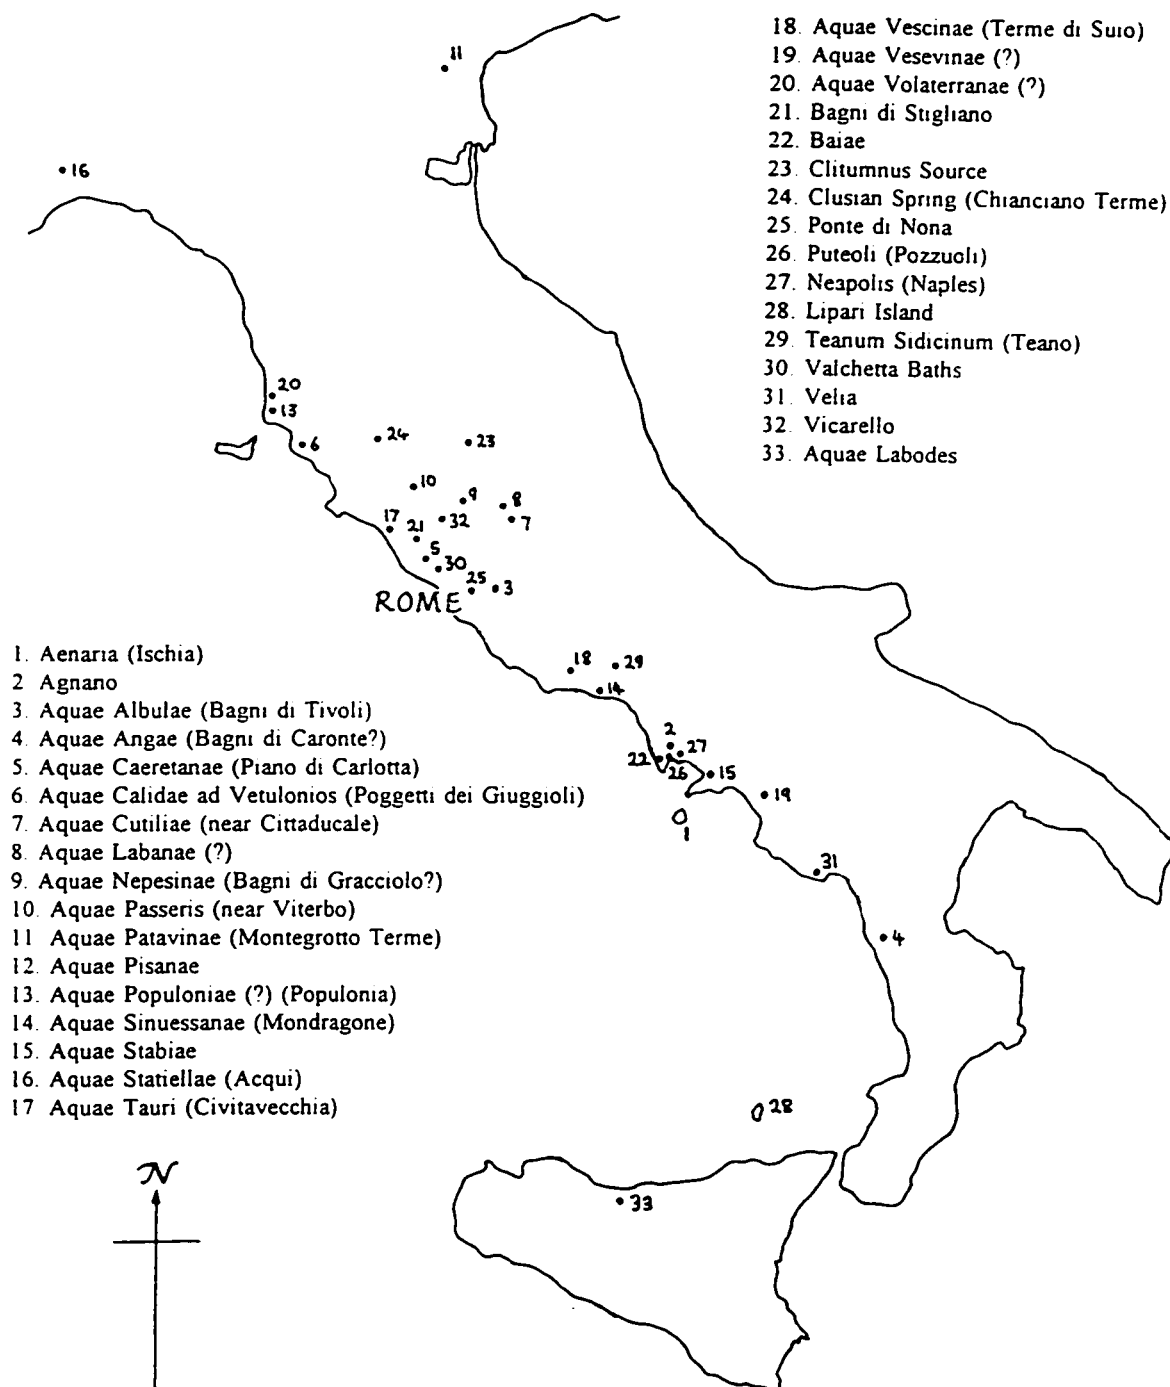 18. Aquae Vescinae (Terme di Suio)
19. Aquae Vesevinae (?)
20. Aquae Volaterranae (?)
21. Bagni di Stigliano
22. Baiae
23. Clitumnus Source
24. Clusian Spring (Chianciano Terme)
25. Ponte di Nona
26. Puteoli (Pozzuoli)
27. Neapolis (Naples)
28. Lipari Island
29. Teanum Sidicinum (Teano)
30. Valchetta Baths
31. Velia
32. Vicarello
33. Aquae Labodes
11
16
20
13
6
24
23
10
9
8
7
32
17
21
5
30
25
3
ROME
18
29
14
2
27
22
26
15
19
1
31
4
28
33
1. Aenaria (Ischia)
2 Agnano
3. Aquae Albulae (Bagni di Tivoli)
4. Aquae Angae (Bagni di Caronte?)
5. Aquae Caeretanae (Piano di Carlotta)
6. Aquae Calidae ad Vetulonios (Poggetti dei Giuggioli)
7. Aquae Cutiliae (near Cittaducale)
8. Aquae Labanae (?)
9. Aquae Nepesinae (Bagni di Gracciolo?)
10. Aquae Passeris (near Viterbo)
11 Aquae Patavinae (Montegrotto Terme)
12. Aquae Pisanae
13. Aquae Populoniae (?) (Populonia)
14. Aquae Sinuessanae (Mondragone)
15. Aquae Stabiae
16. Aquae Statiellae (Acqui)
17 Aquae Tauri (Civitavecchia)
N